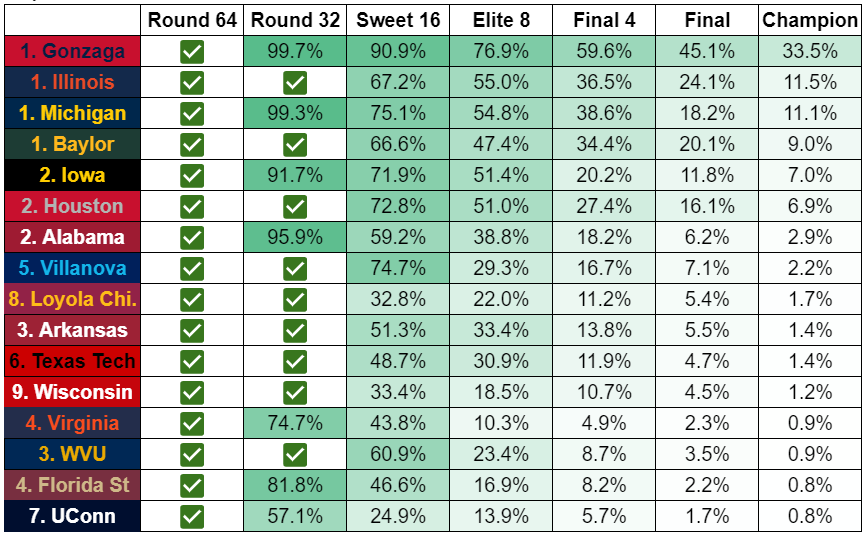 Round 64 Round 32 Sweet 16 Elite 8 Final 4 Final Champion
1. Gonzaga ✅ 99.7% 90.9% 76.9% 59.6% 45.1% 33.5%
1. Illinois ✅ ✅ 67.2% 55.0% 36.5% 24.1% 11.5%
1. Michigan ✅ 99.3% 75.1% 54.8% 38.6% 18.2% 11.1%
1. Baylor ✅ ✅ 66.6% 47.4% 34.4% 20.1% 9.0%
2. Iowa ✅ 91.7% 71.9% 51.4% 20.2% 11.8% 7.0%
2. Houston ✅ ✅ 72.8% 51.0% 27.4% 16.1% 6.9%
2. Alabama ✅ 95.9% 59.2% 38.8% 18.2% 6.2% 2.9%
5. Villanova ✅ ✅ 74.7% 29.3% 16.7% 7.1% 2.2%
8. Loyola Chi. ✅ ✅ 32.8% 22.0% 11.2% 5.4% 1.7%
3. Arkansas ✅ ✅ 51.3% 33.4% 13.8% 5.5% 1.4%
6. Texas Tech ✅ ✅ 48.7% 30.9% 11.9% 4.7% 1.4%
9. Wisconsin ✅ ✅ 33.4% 18.5% 10.7% 4.5% 1.2%
4. Virginia ✅ 74.7% 43.8% 10.3% 4.9% 2.3% 0.9%
3. WVU ✅ ✅ 60.9% 23.4% 8.7% 3.5% 0.9%
4. Florida St ✅ 81.8% 46.6% 16.9% 8.2% 2.2% 0.8%
7. UConn ✅ 57.1% 24.9% 13.9% 5.7% 1.7% 0.8%